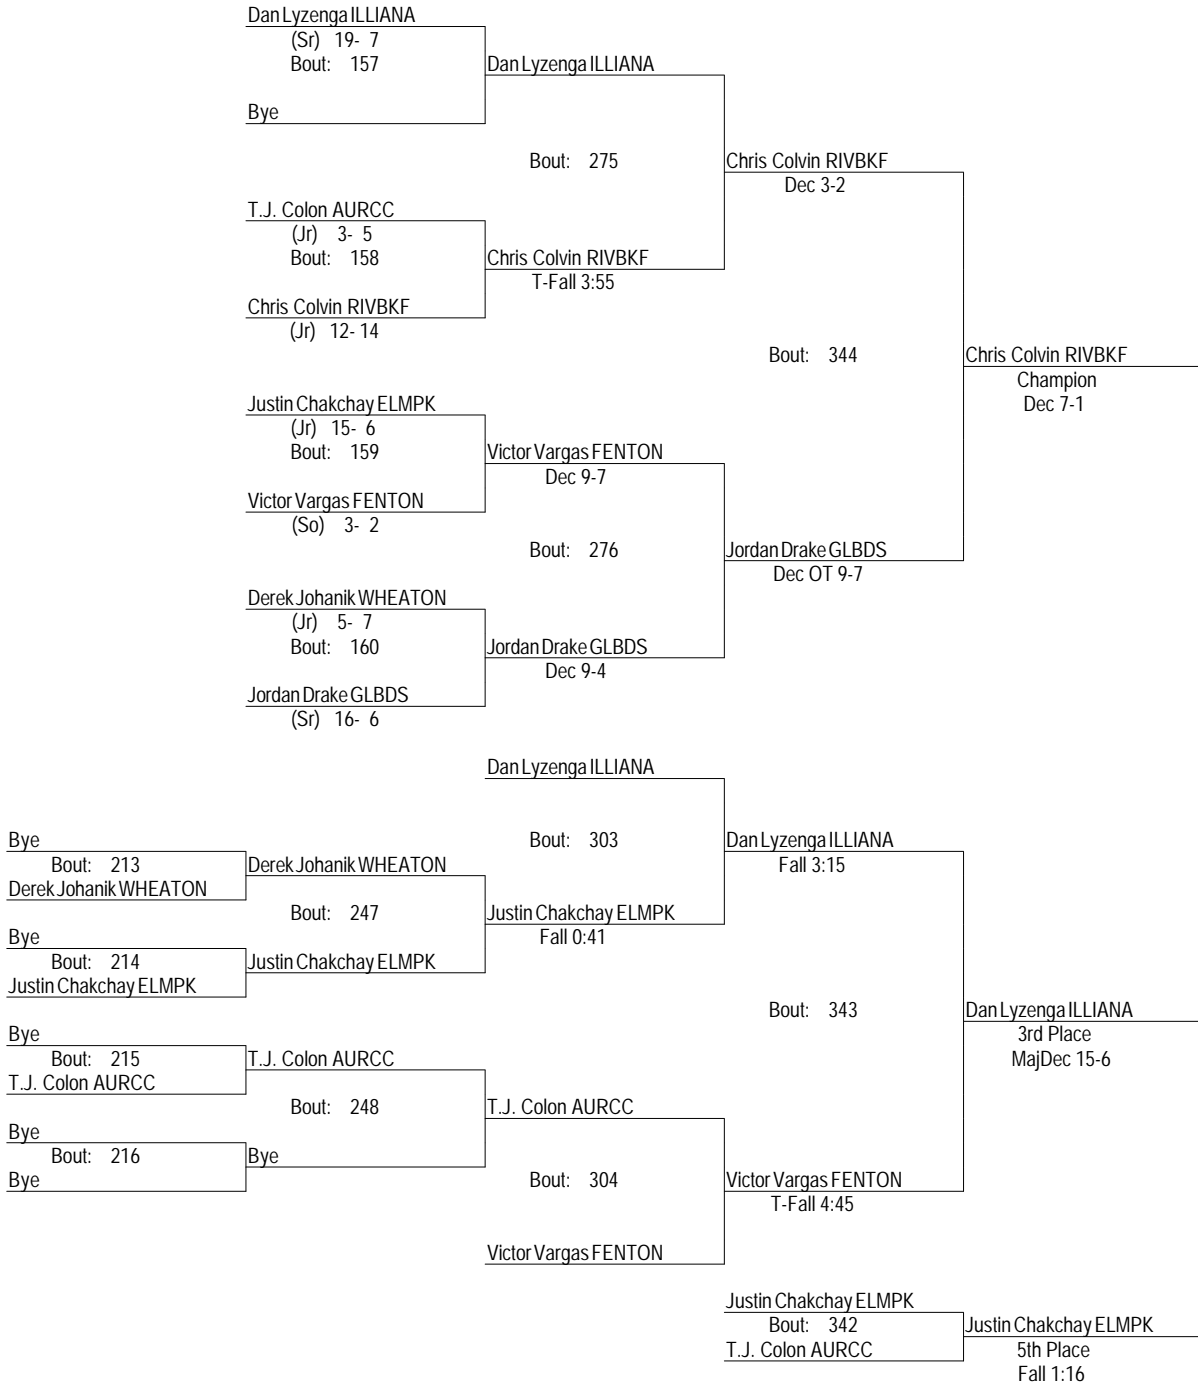 Dan Lyzenga ILLIANA
(Sr) 19- 7
Bout: 157
Dan Lyzenga ILLIANA
Bye
Bout: 275
Chris Colvin RIVBKF
Dec 3-2
T.J. Colon AURCC
(Jr) 3- 5
Bout: 158
Chris Colvin RIVBKF
T-Fall 3:55
Chris Colvin RIVBKF
(Jr) 12- 14
Bout: 344
Chris Colvin RIVBKF
Champion
Dec 7-1
Justin Chakchay ELMPK
(Jr) 15- 6
Bout: 159
Victor Vargas FENTON
Dec 9-7
Victor Vargas FENTON
(So) 3- 2
Bout: 276
Jordan Drake GLBDS
Dec OT 9-7
Derek Johanik WHEATON
(Jr) 5- 7
Bout: 160
Jordan Drake GLBDS
Dec 9-4
Jordan Drake GLBDS
(Sr) 16- 6
Dan Lyzenga ILLIANA
Bout: 303
Dan Lyzenga ILLIANA
Fall 3:15
Bye
Bout: 213
Derek Johanik WHEATON
Derek Johanik WHEATON
Bout: 247
Justin Chakchay ELMPK
Fall 0:41
Bye
Bout: 214
Justin Chakchay ELMPK
Justin Chakchay ELMPK
Bout: 343
Dan Lyzenga ILLIANA
3rd Place
MajDec 15-6
Bye
Bout: 215
T.J. Colon AURCC
T.J. Colon AURCC
Bout: 248
T.J. Colon AURCC
Bye
Bout: 216
Bye
Bye
Bout: 304
Victor Vargas FENTON
T-Fall 4:45
Victor Vargas FENTON
Justin Chakchay ELMPK
Bout: 342
T.J. Colon AURCC
Justin Chakchay ELMPK
5th Place
Fall 1:16